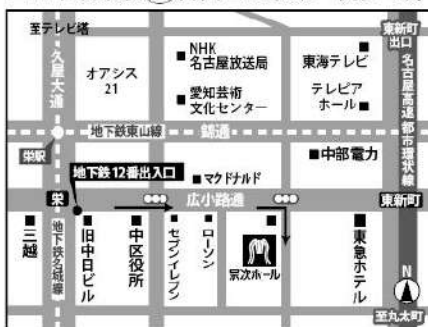 至テレビ塔
久屋大通
オアシス
21
NHK
名古屋放送局
愛知芸術
文化センター
東海テレビ
テレピア
ホール
東新町
出口
名古屋高速都市環状線
地下鉄東山線
錦通
栄駅
中部電力
地下鉄12番出入口
マクドナルド
栄
広小路通
東新町
三越
地下鉄名城線
旧中日ビル
中区役所
セブンイレブン
ローソン
宗次ホール
東急ホテル
N
至丸太町